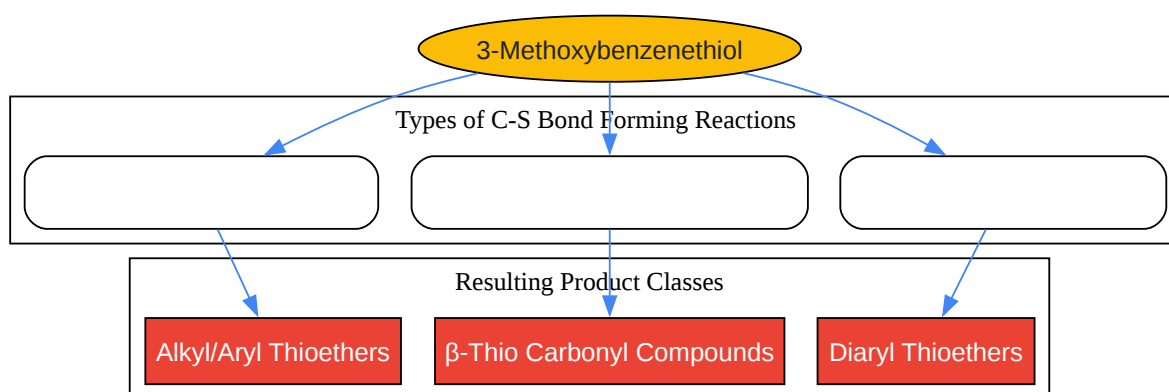 3-Methoxybenzenethiol
Types of C-S Bond Forming Reactions
Resulting Product Classes
Alkyl/Aryl Thioethers
β-Thio Carbonyl Compounds
Diaryl Thioethers